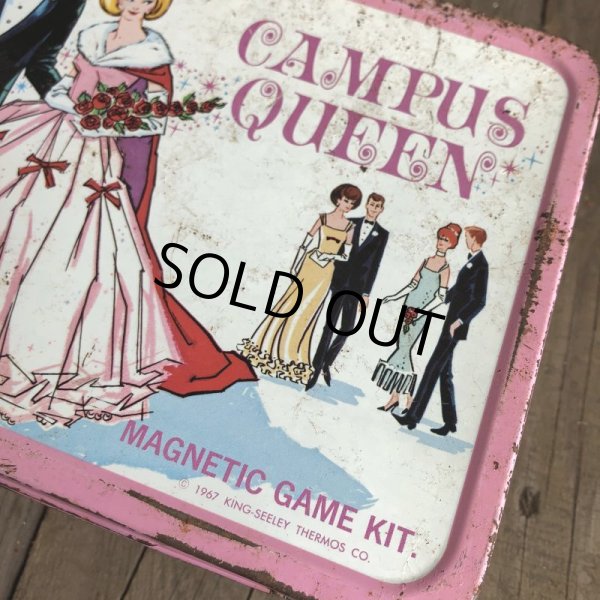 CAMPUS
QUEEN
SOLD OUT
MAGNETIC GAME KIT.
© 1967 KING-SEELEY THERMOS CO.